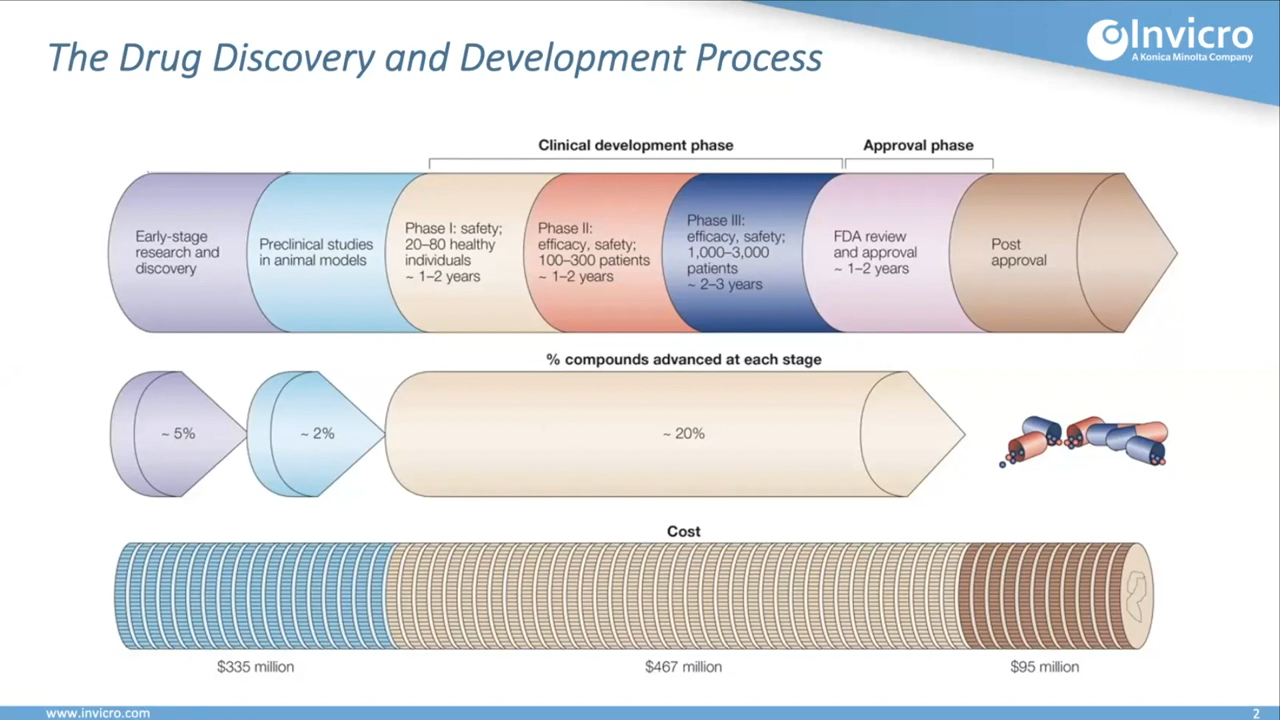 The Drug Discovery and Development Process
Invicro
A Konica Minolta Company
Clinical development phase
Approval phase
Early-stage
research and
discovery
Preclinical studies
in animal models
Phase I: safety;
20–80 healthy
individuals
~ 1–2 years
Phase II:
efficacy, safety;
100–300 patients
~ 1–2 years
Phase III:
efficacy, safety;
1,000–3,000
patients
~ 2–3 years
FDA review
and approval
~ 1–2 years
Post
approval
% compounds advanced at each stage
~ 5%
~ 2%
~ 20%
Cost
$335 million
$467 million
$95 million
www.invicro.com
2